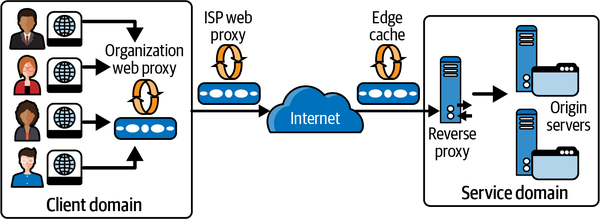 Organization
web proxy
Client domain
ISP web
proxy
Internet
Edge
cache
Reverse
proxy
Origin
servers
Service domain